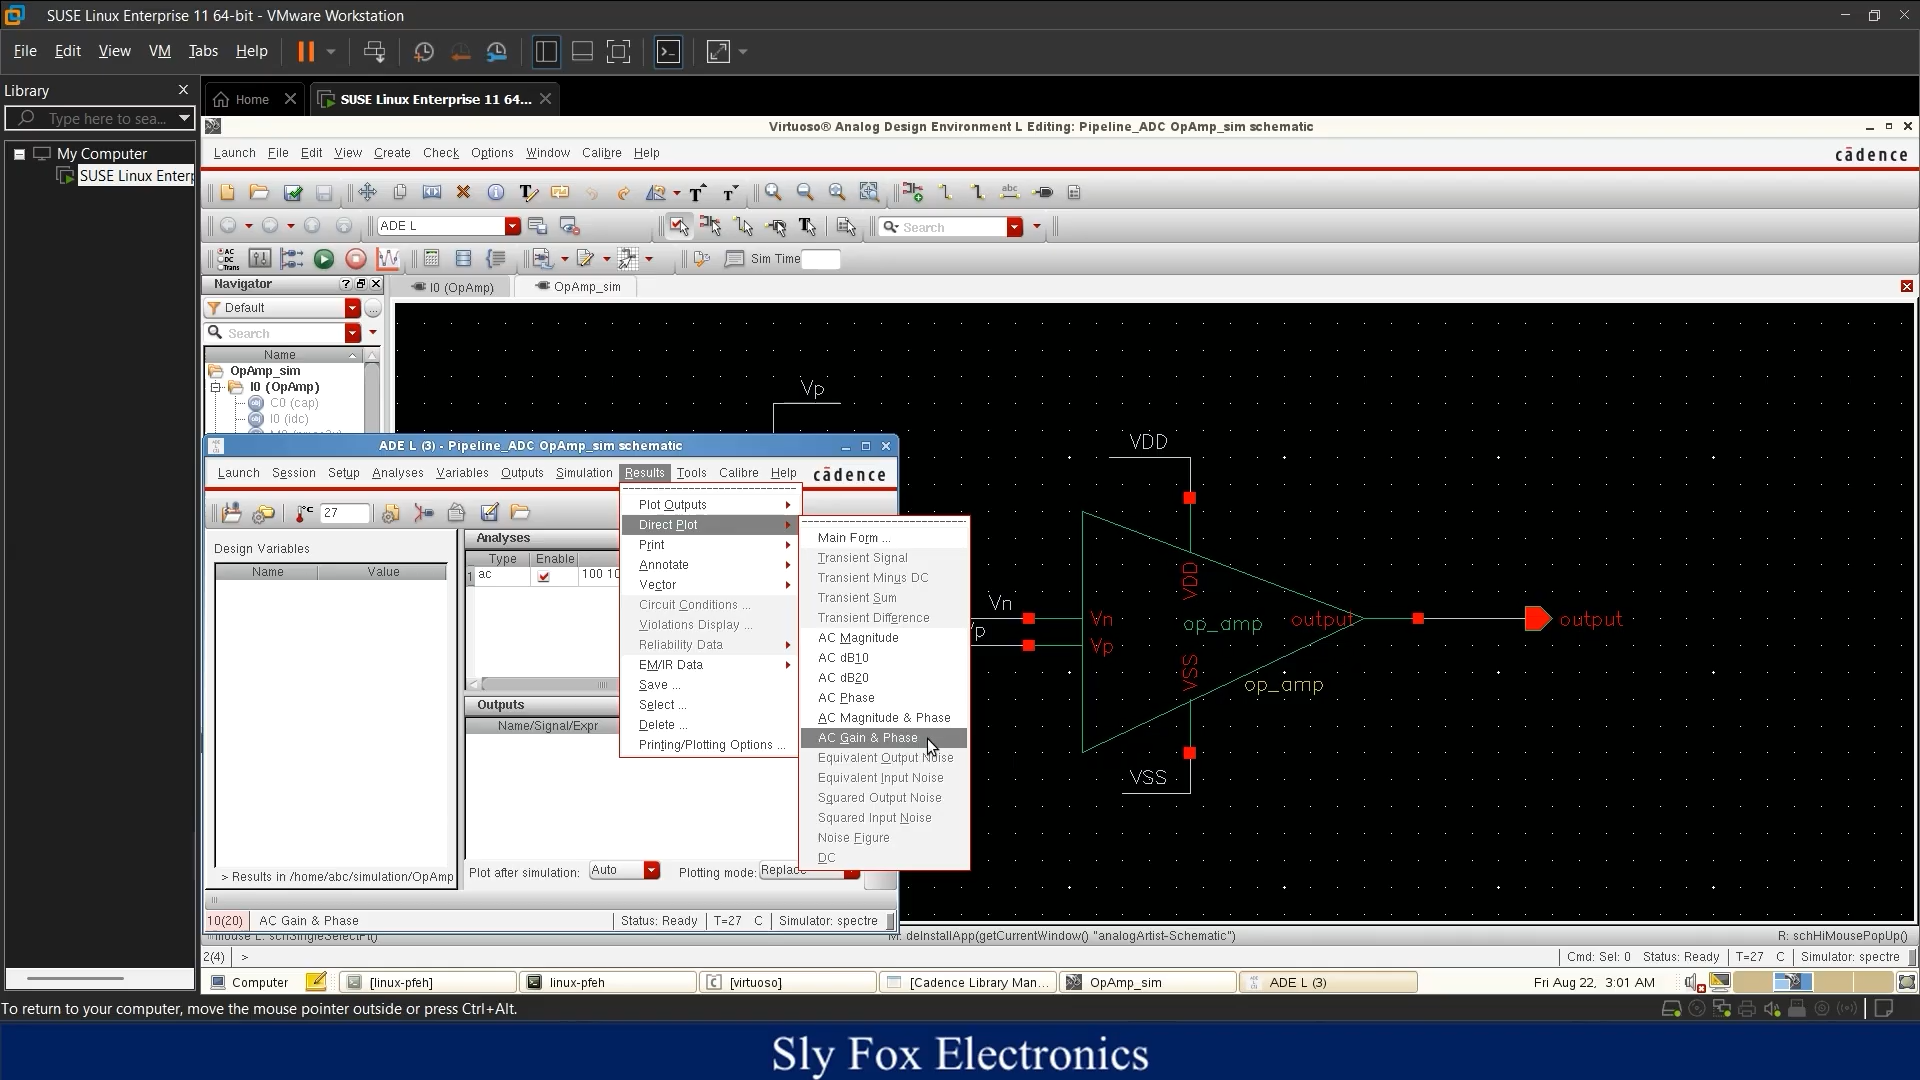 SUSE Linux Enterprise 11 64-bit - VMware Workstation
File Edit View VM Tabs Help
Library
Type here to sea...
My Computer
SUSE Linux Enterp
Home
SUSE Linux Enterprise 11 64...
Virtuoso® Analog Design Environment L Editing: Pipeline_ADC OpAmp_sim schematic
Launch File Edit View Create Check Options Window Calibre Help
cādence
ADE L
Search
Sim Time
Navigator
Default
Search
Name
OpAmp_sim
I0 (OpAmp)
C0 (cap)
I0 (idc)
I0 (OpAmp)
OpAmp_sim
Vp
VDD
Vn
Vn
Vp
VDD
op_amp
output
VSS
op_amp
output
VSS
ADE L (3) - Pipeline_ADC OpAmp_sim schematic
Launch Session Setup Analyses Variables Outputs Simulation Results Tools Calibre Help
cādence
27
Design Variables
Name Value
Analyses
Type Enable
1 ac 100 10
Outputs
Name/Signal/Expr
Plot Outputs
Direct Plot
Print
Annotate
Vector
Circuit Conditions ...
Violations Display ...
Reliability Data
EM/IR Data
Save ...
Select ...
Delete ...
Printing/Plotting Options ...
Main Form ...
Transient Signal
Transient Minus DC
Transient Sum
Transient Difference
AC Magnitude
AC dB10
AC dB20
AC Phase
AC Magnitude & Phase
AC Gain & Phase
Equivalent Output Noise
Equivalent Input Noise
Squared Output Noise
Squared Input Noise
Noise Figure
DC
> Results in /home/abc/simulation/OpAmp
Plot after simulation: Auto
Plotting mode: Replace
10(20) AC Gain & Phase
Status: Ready T=27 C Simulator: spectre
mouse L: schSingleSelectPt()
M: deInstallApp(getCurrentWindow() "analogArtist-Schematic")
R: schHiMousePopUp()
2(4) >
Cmd: Sel: 0 Status: Ready T=27 C Simulator: spectre
Computer [linux-pfeh] linux-pfeh [virtuoso] [Cadence Library Man... OpAmp_sim ADE L (3) Fri Aug 22, 3:01 AM
To return to your computer, move the mouse pointer outside or press Ctrl+Alt.
Sly Fox Electronics